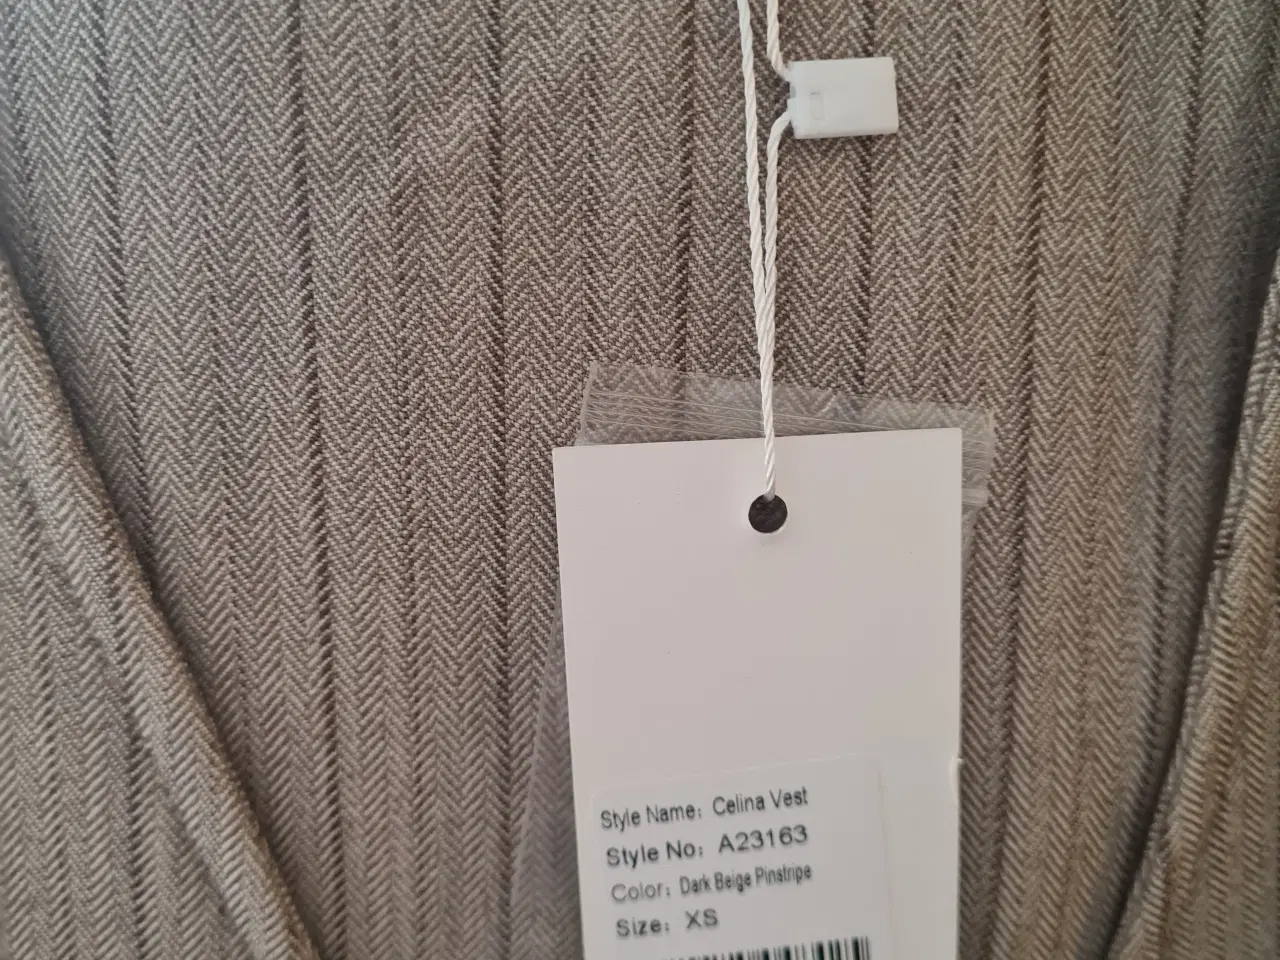 Style Name: Celina Vest
Style No: A23163
Color: Dark Beige Pinstripe
Size: XS